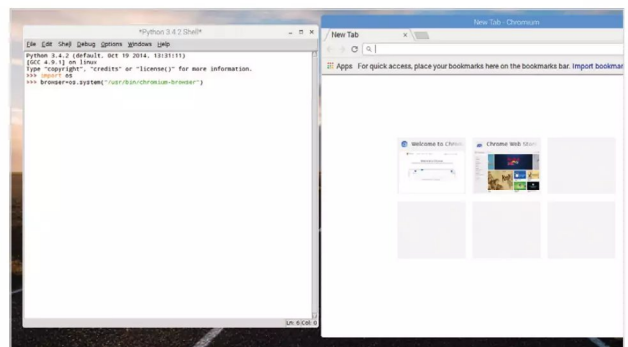 *Python 3.4.2 Shell*
File Edit Shell Debug Options Windows Help
Python 3.4.2 (default, Oct 19 2014, 13:31:11)
[GCC 4.9.1] on linux
Type "copyright", "credits" or "license()" for more information.
>>> import os
>>> browser=os.system("/usr/bin/chromium-browser")
Ln: 6 Col: 0
New Tab - Chromium
New Tab
Apps For quick access, place your bookmarks here on the bookmarks bar. Import bookmar
Welcome to Chromi
Chrome Web Store